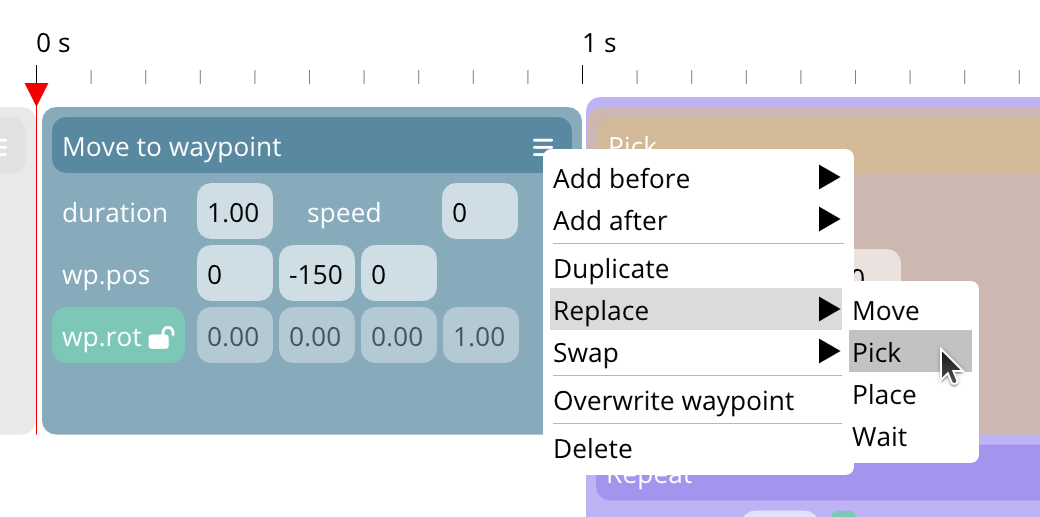 0 s 1 s
Move to waypoint
Pick
duration 1.00 speed 0
wp.pos 0 -150 0
wp.rot 0.00 0.00 0.00 1.00
Add before
Add after
Duplicate
Replace
Swap
Overwrite waypoint
Delete
0
Move
Pick
Place
Wait
Repeat